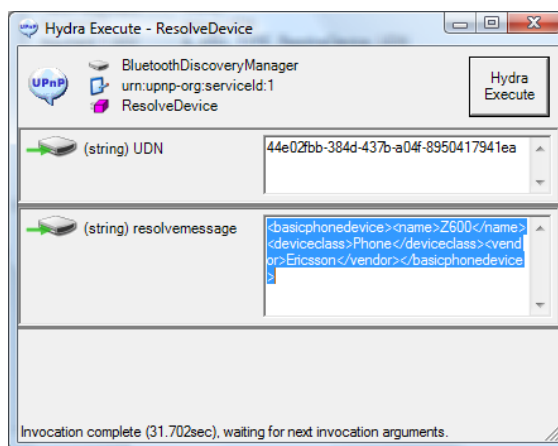 Hydra Execute - ResolveDevice
UPnP
BluetoothDiscoveryManager
urn:upnp-org:serviceId:1
ResolveDevice
Hydra
Execute
(string) UDN
44e02fbb-384d-437b-a04f-8950417941ea
(string) resolvemessage
<basicphonedevice><name>Z600</name>
<deviceclass>Phone</deviceclass><vend
or>Ericsson</vendor></basicphonedevice
>
Invocation complete (31.702sec), waiting for next invocation arguments.